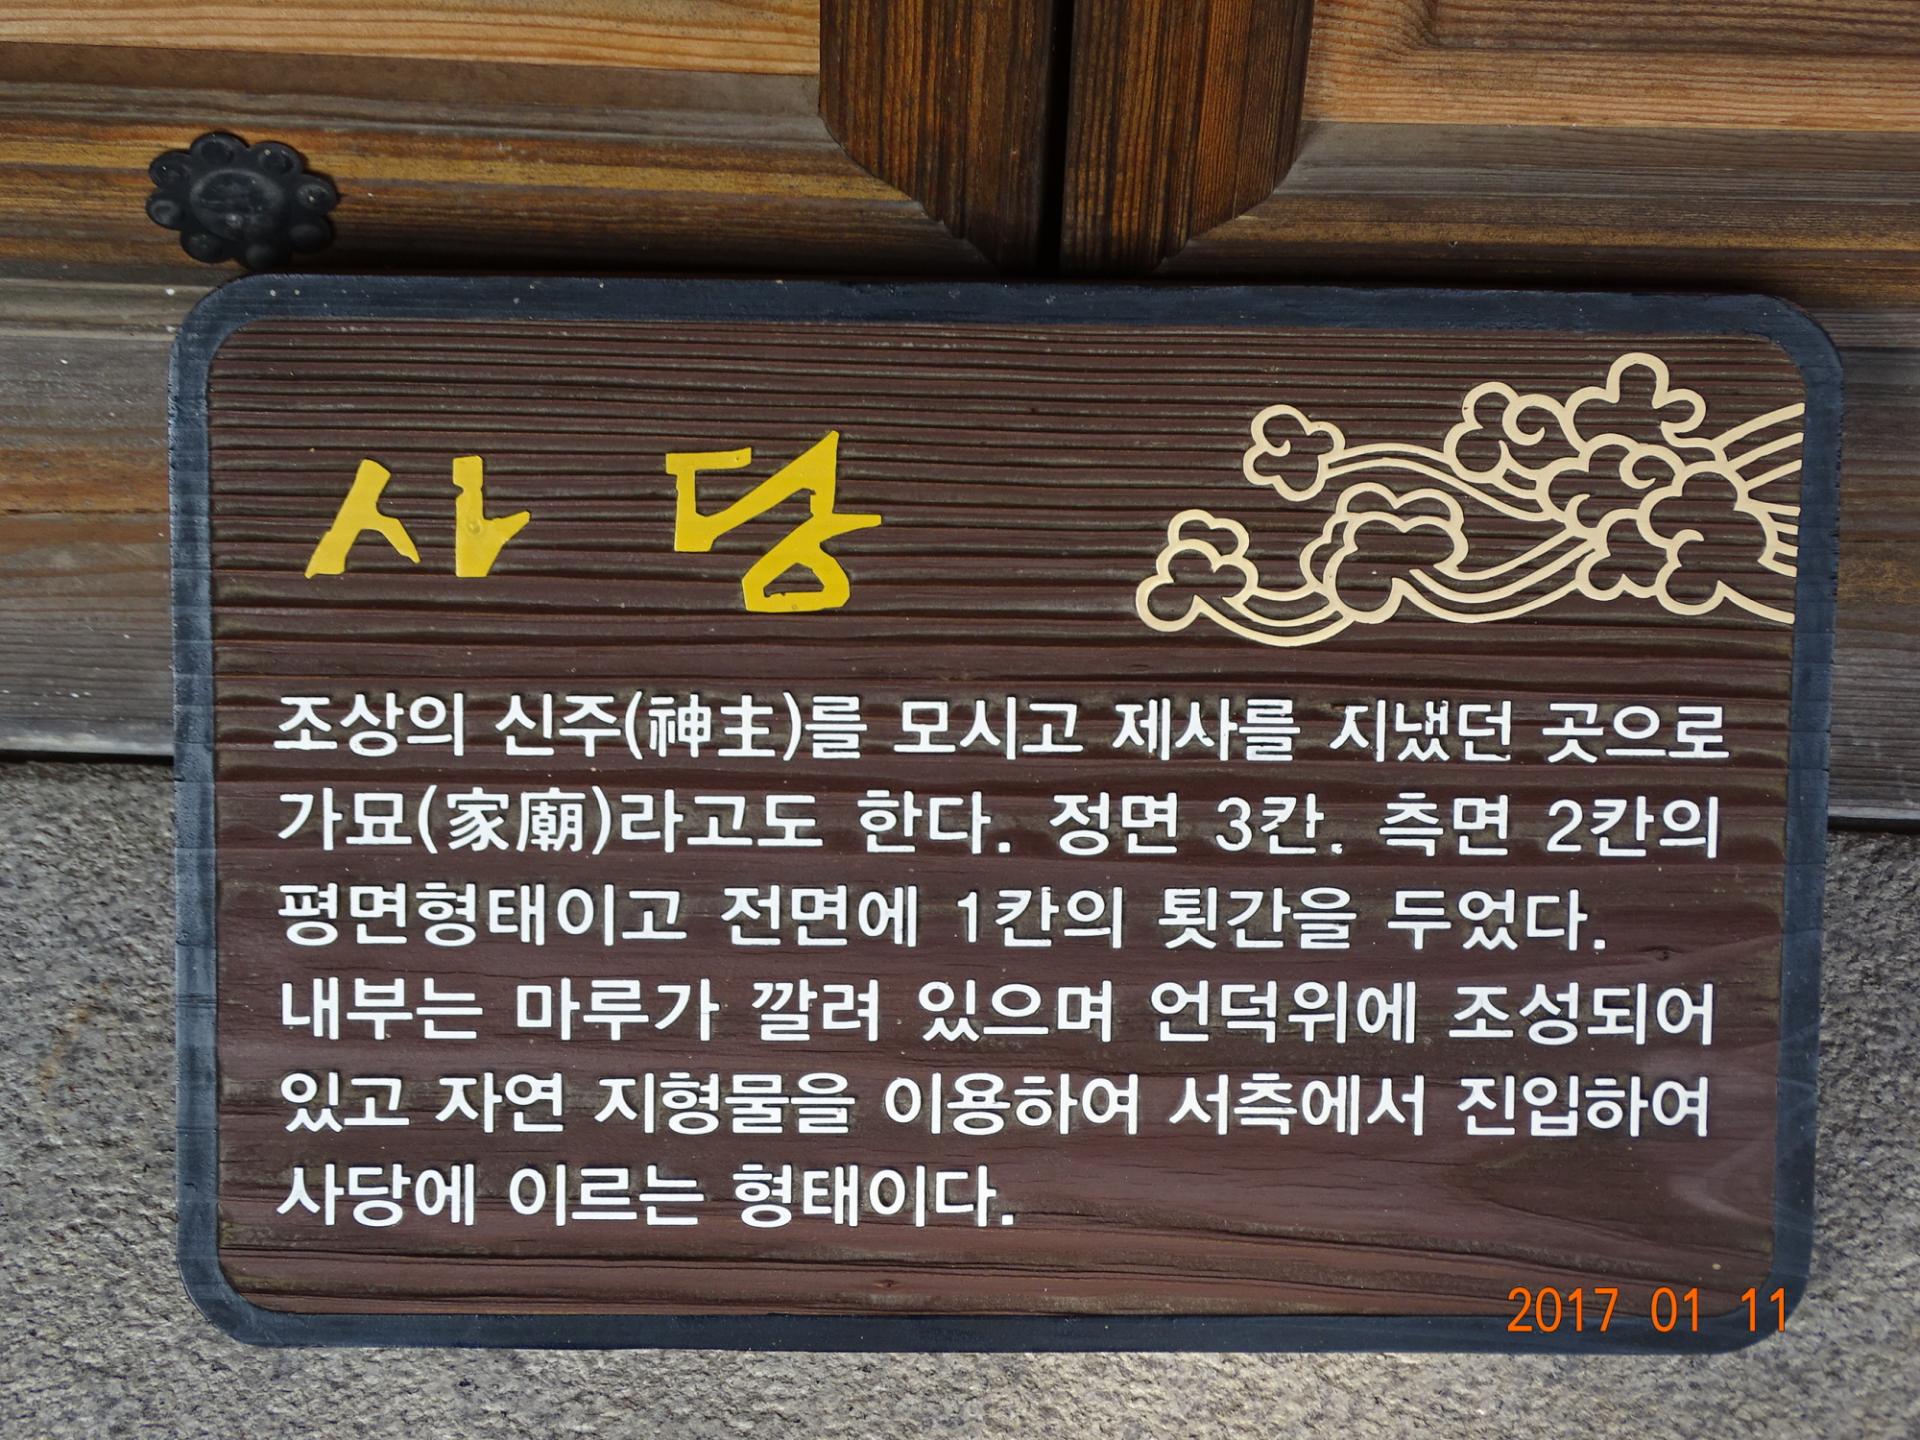 사 당
조상의 신주(神主)를 모시고 제사를 지냈던 곳으로
가묘(家廟)라고도 한다. 정면 3칸, 측면 2칸의
평면형태이고 전면에 1칸의 툇간을 두었다.
내부는 마루가 깔려 있으며 언덕위에 조성되어
있고 자연 지형물을 이용하여 서측에서 진입하여
사당에 이르는 형태이다.
2017 01 11